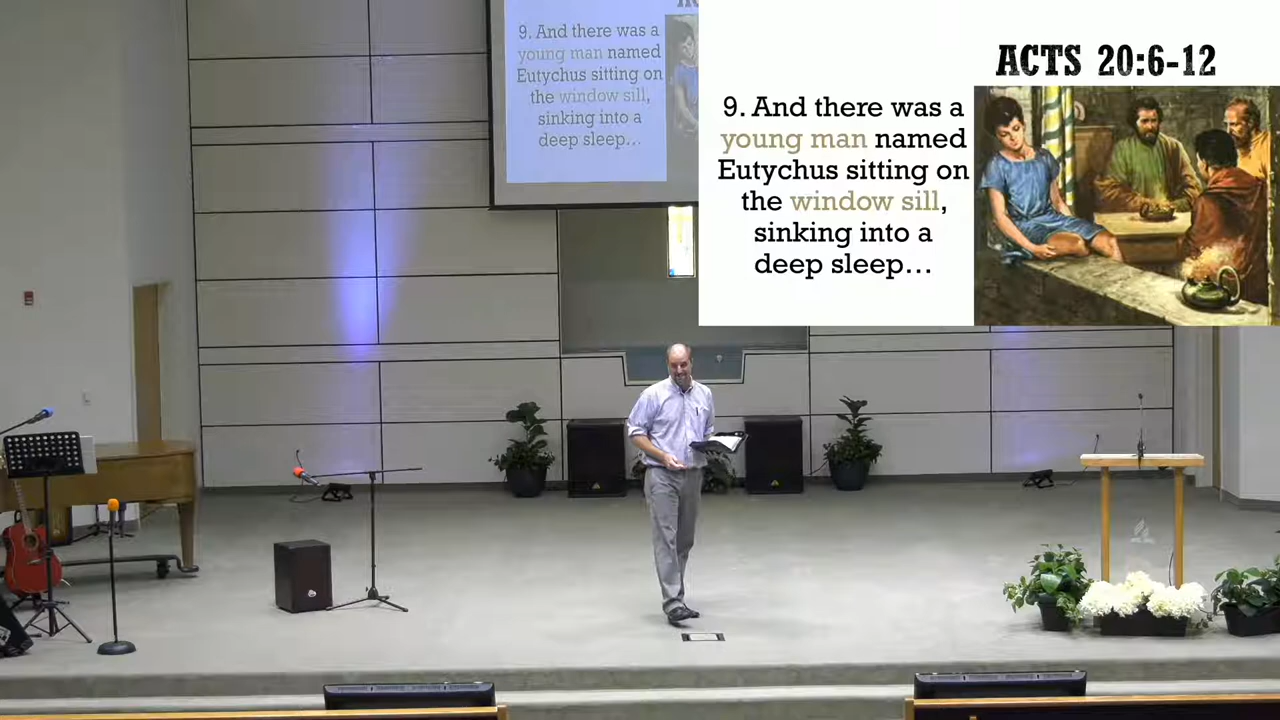 9. And there was a
young man named
Eutychus sitting on
the window sill,
sinking into a
deep sleep...
ACTS 20:6-12
9. And there was a
young man named
Eutychus sitting on
the window sill,
sinking into a
deep sleep...